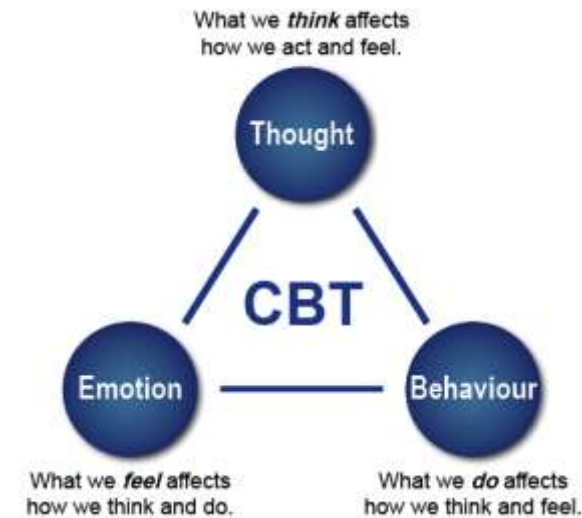 What we think affects
how we act and feel.
Thought
CBT
Emotion
Behaviour
What we feel affects
how we think and do.
What we do affects
how we think and feel.